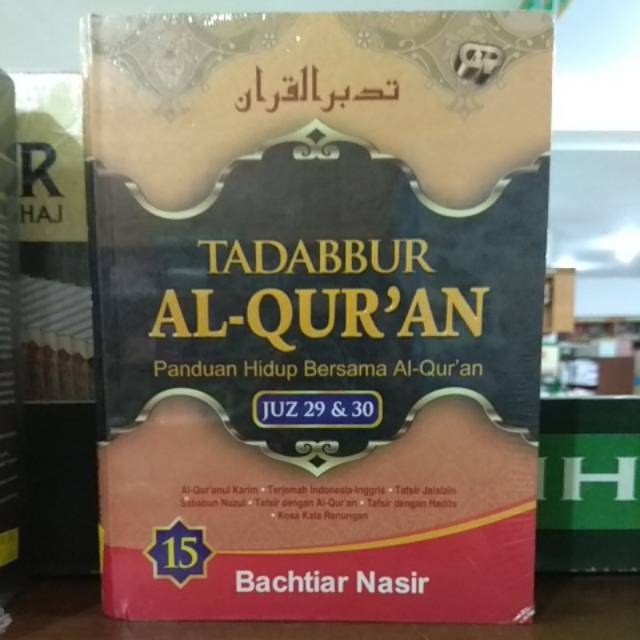 تدبر القرآن
TADABBUR
AL-QUR'AN
Panduan Hidup Bersama Al-Qur'an
JUZ 29 & 30
Al-Qur'anul Karim • Terjemah Indonesia-Inggris • Tafsir Jalalain
Sababun Nuzul • Tafsir dengan Al-Qur'an • Tafsir dengan Hadits
• Kosa Kata Renungan
15
Bachtiar Nasir
R
HAJ
IH